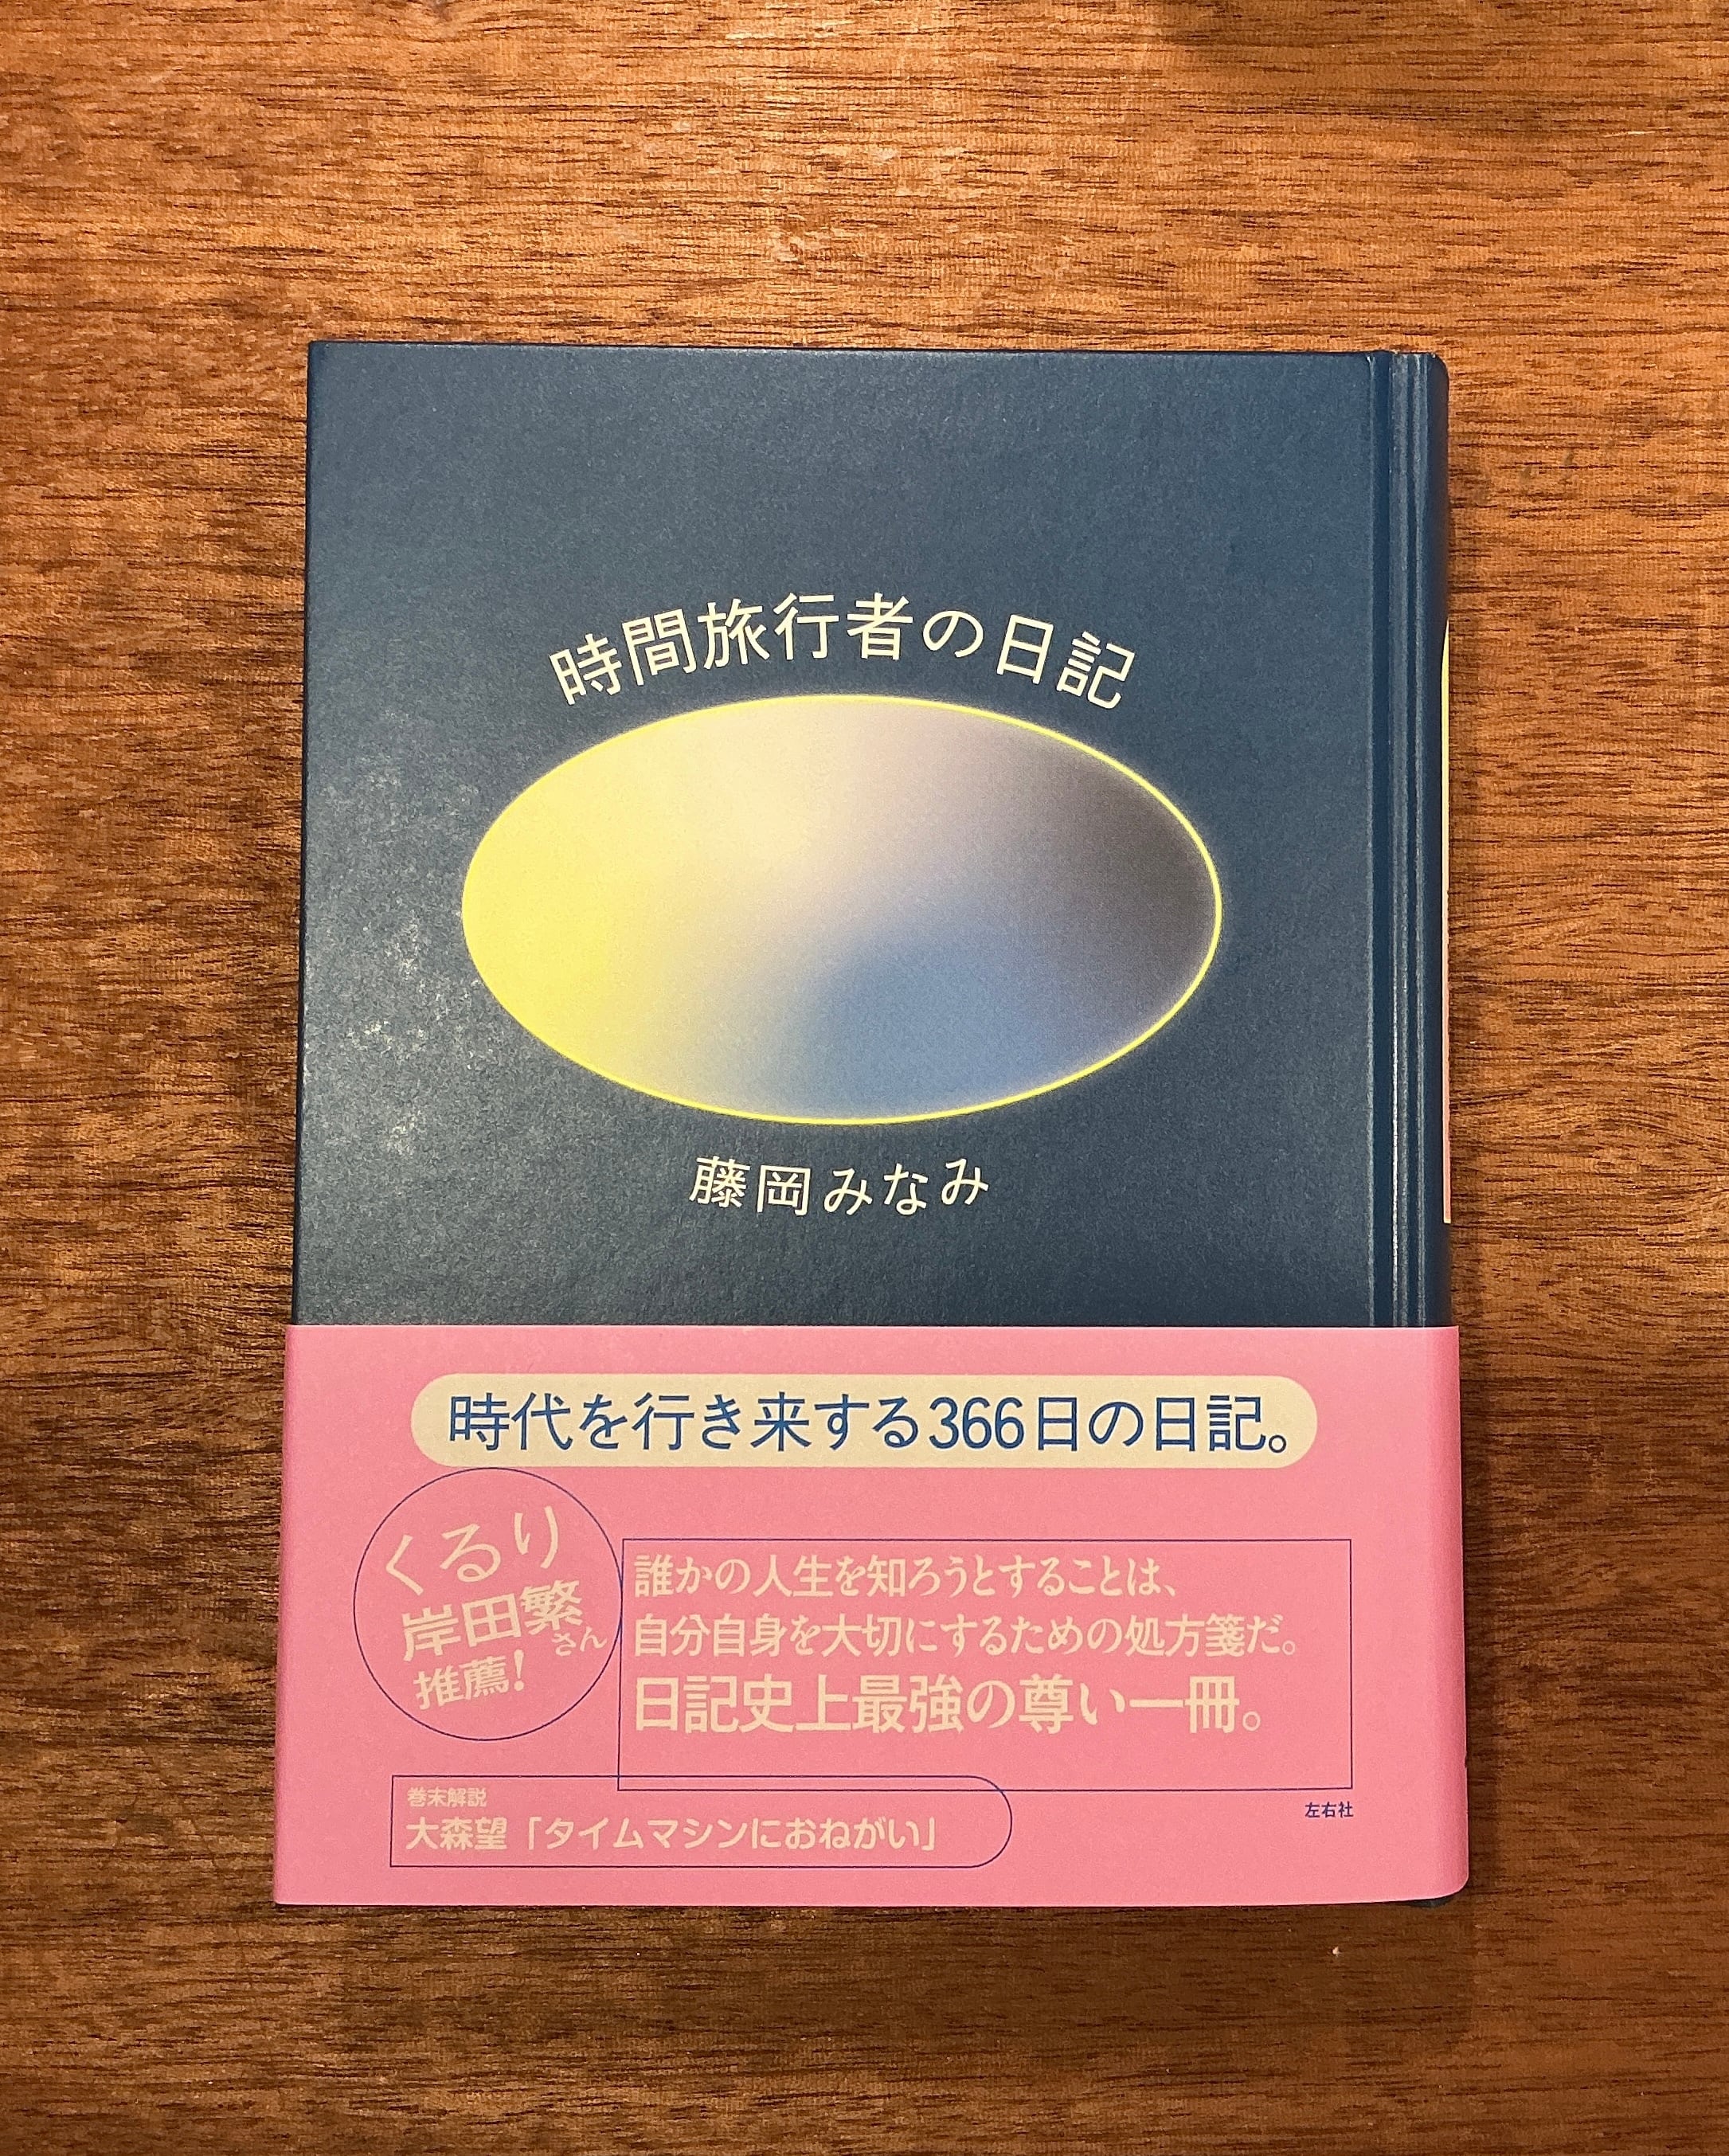 時間旅行者の日記
藤岡みなみ
時代を行き来する366日の日記。
くるり
岸田繁さん
推薦!
誰かの人生を知ろうとすることは、
自分自身を大切にするための処方箋だ。
日記史上最強の尊い一冊。
巻末解説
大森望「タイムマシンにおねがい」
左右社